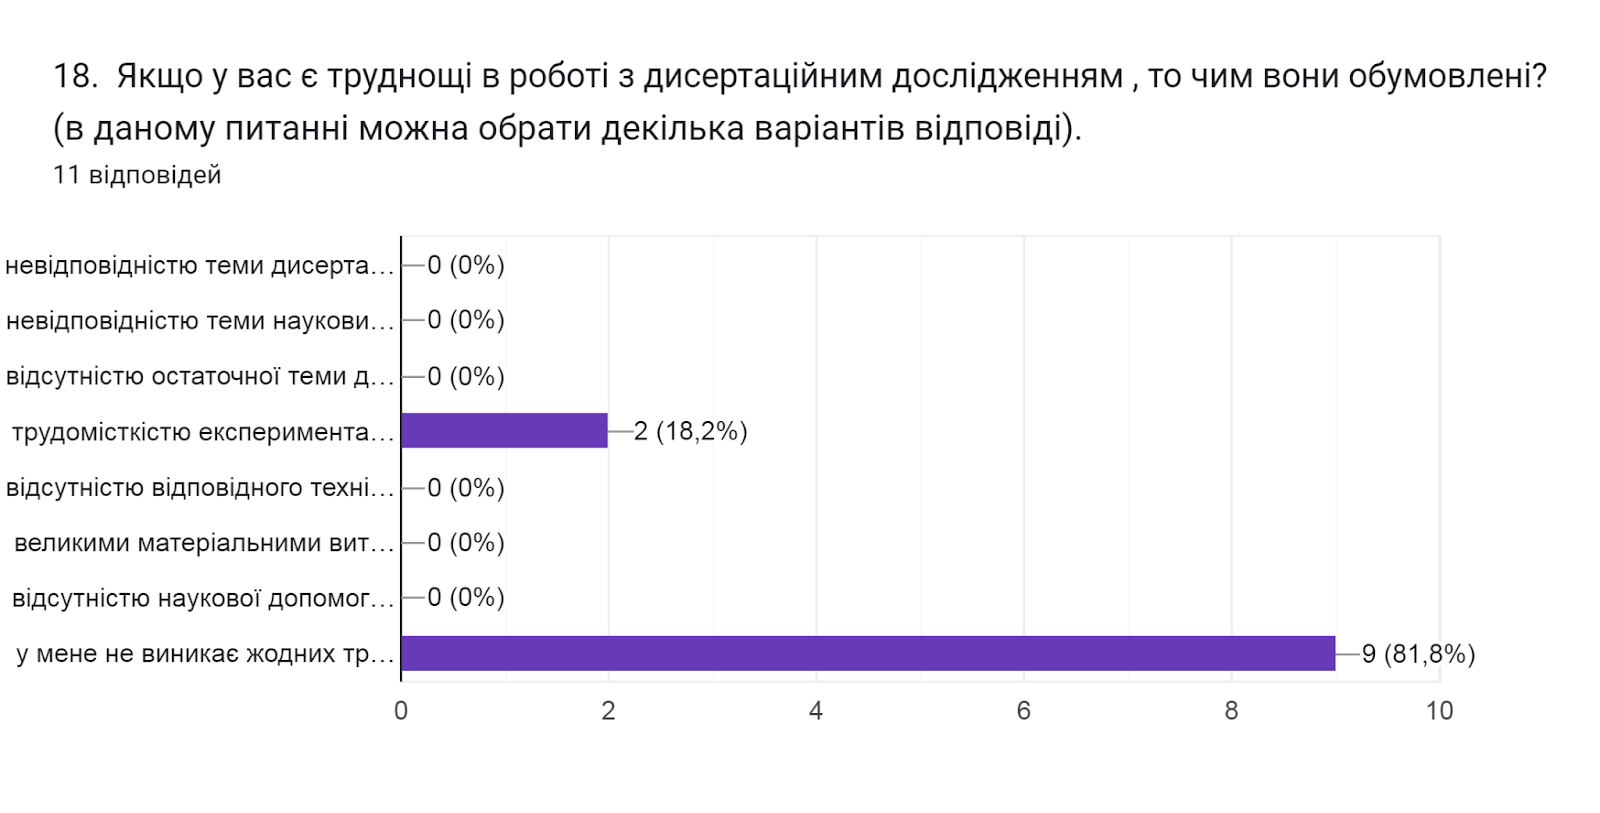 18.  Якщо у вас є труднощі в роботі з дисертаційним дослідженням , то чим вони обумовлені?
(в даному питанні можна обрати декілька варіантів відповіді).
11 відповідей
невідповідністю теми дисерта… 0 (0%)
невідповідністю теми наукови… 0 (0%)
відсутністю остаточної теми д… 0 (0%)
трудомісткістю експеримента… 2 (18,2%)
відсутністю відповідного техні… 0 (0%)
великими матеріальними вит… 0 (0%)
відсутністю наукової допомог… 0 (0%)
у мене не виникає жодних тр… 9 (81,8%)
0 2 4 6 8 10